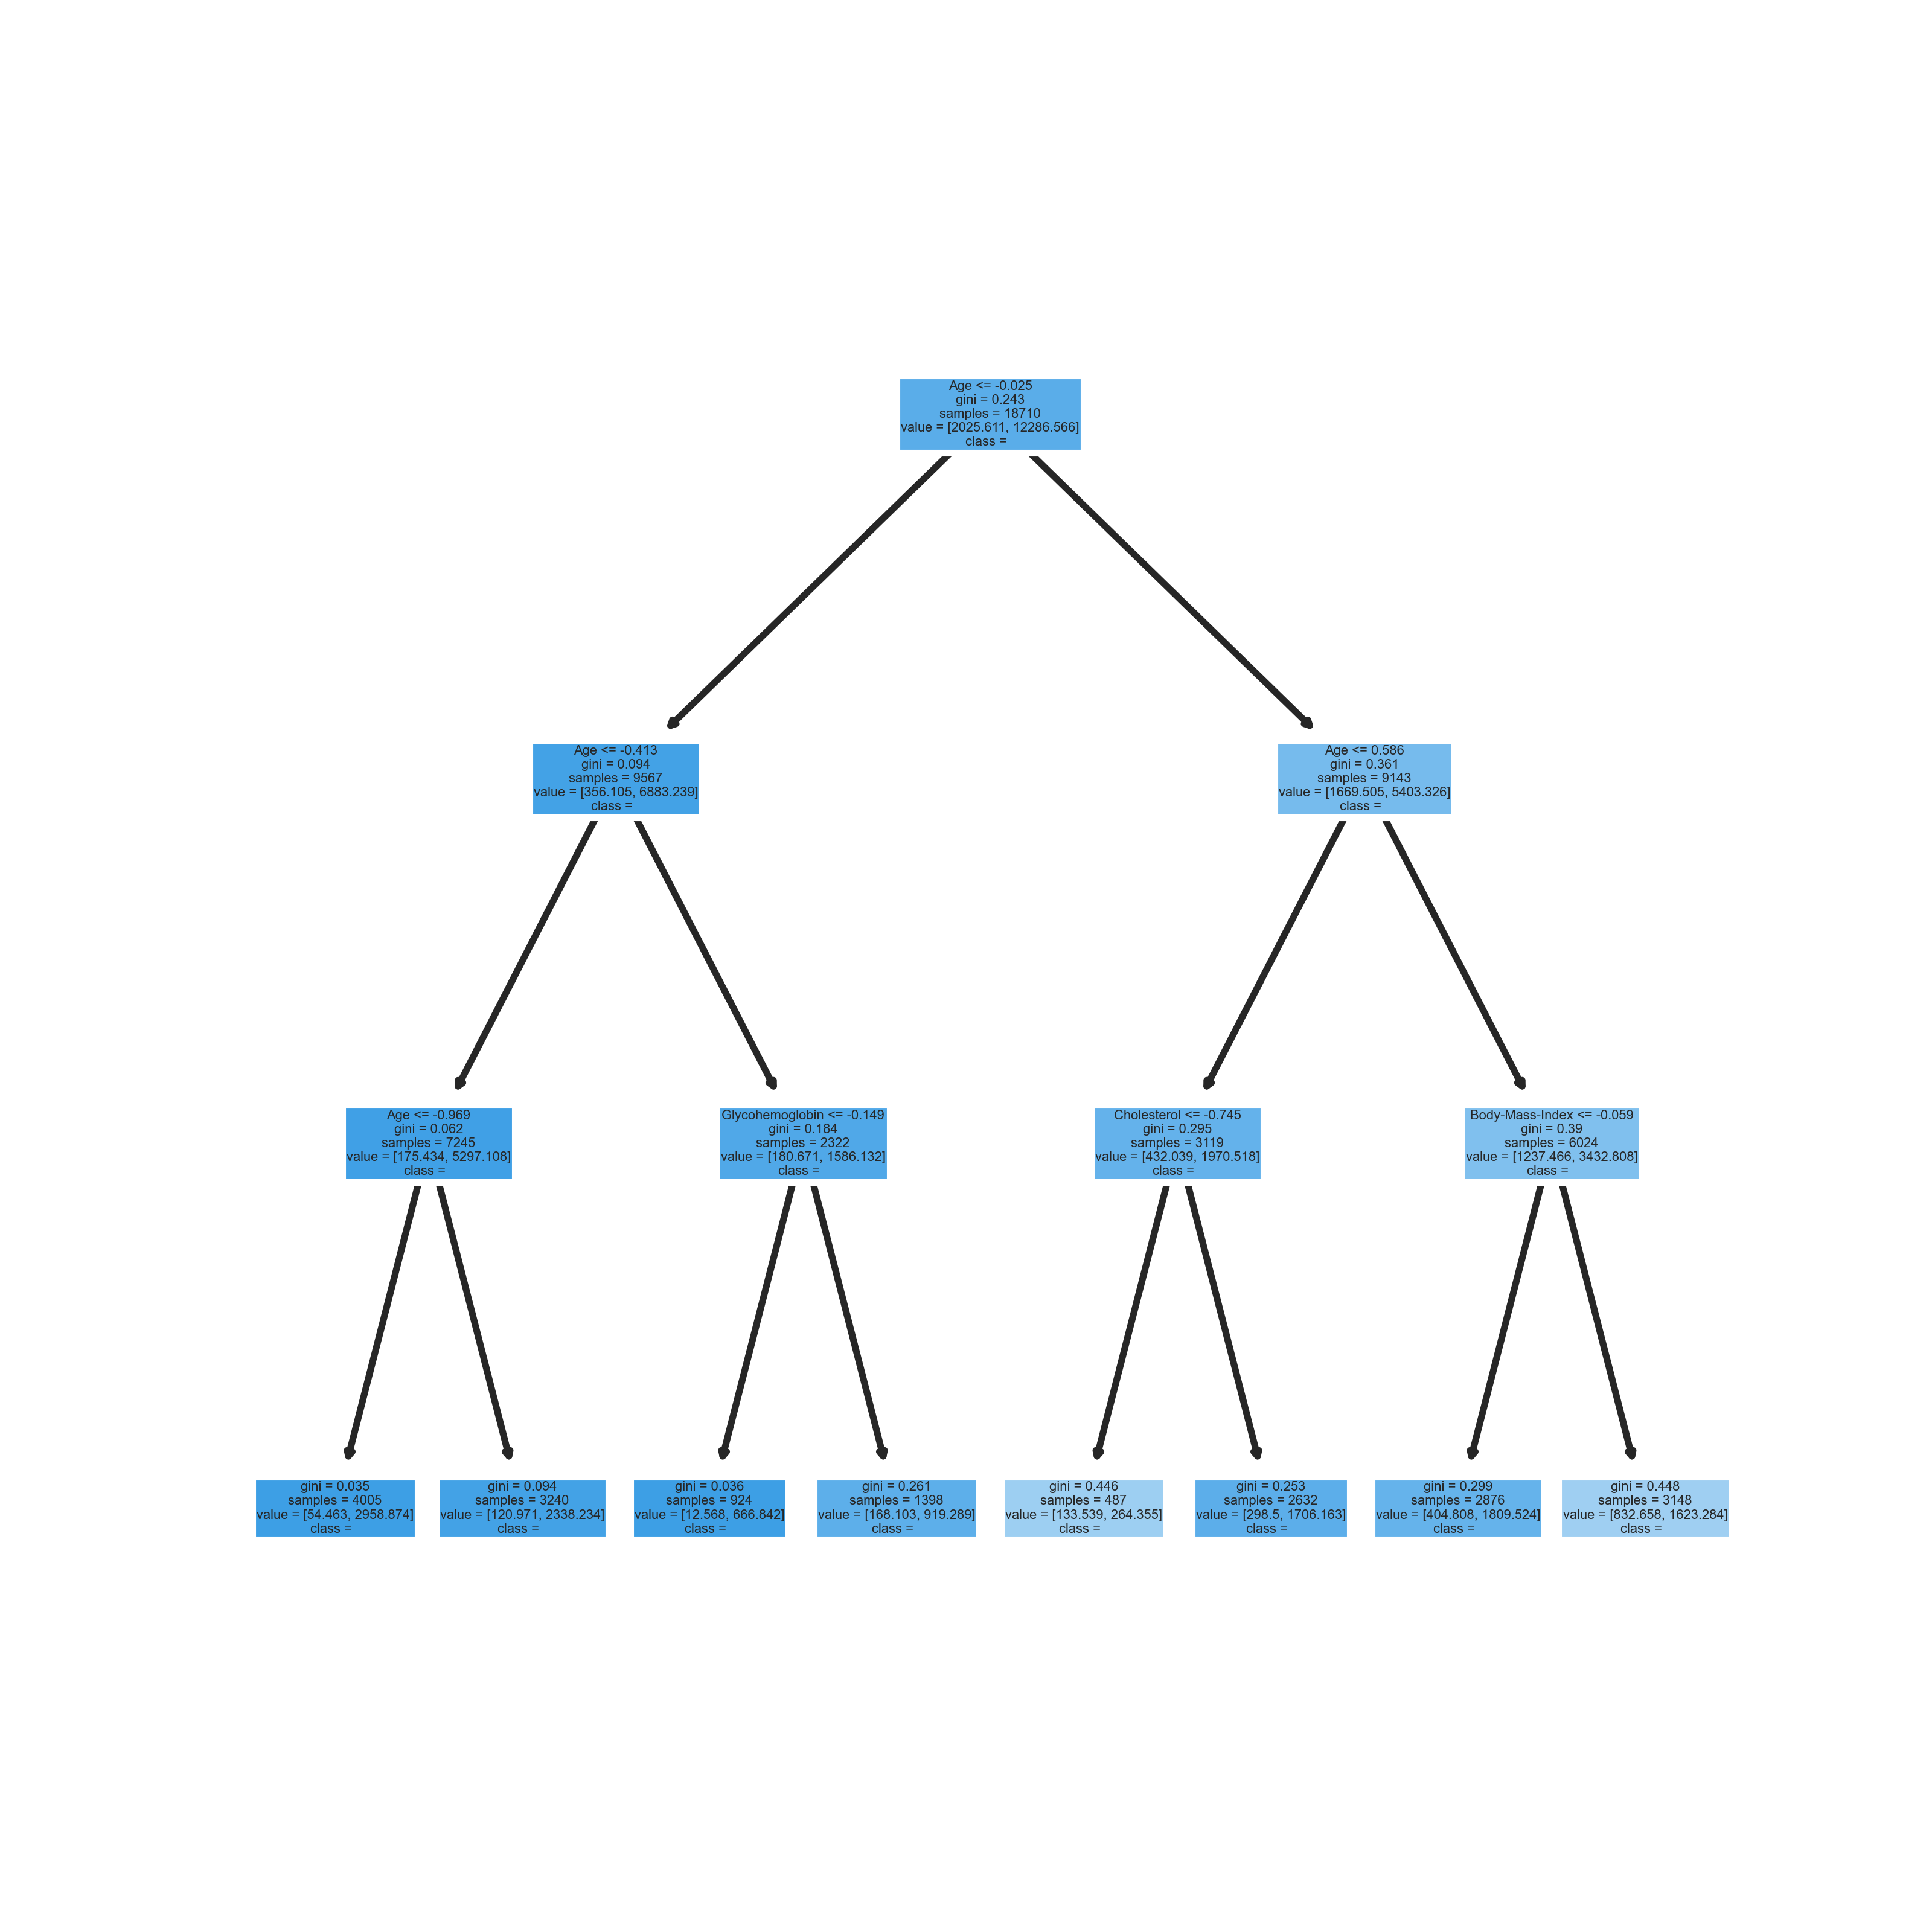 Age <= -0.025
gini = 0.243
samples = 18710
value = [2025.611, 12286.566]
class =
Age <= -0.413
gini = 0.094
samples = 9567
value = [356.105, 6883.239]
class =
Age <= 0.586
gini = 0.361
samples = 9143
value = [1669.505, 5403.326]
class =
Age <= -0.969
gini = 0.062
samples = 7245
value = [175.434, 5297.108]
class =
Glycohemoglobin <= -0.149
gini = 0.184
samples = 2322
value = [180.671, 1586.132]
class =
Cholesterol <= -0.745
gini = 0.295
samples = 3119
value = [432.039, 1970.518]
class =
Body-Mass-Index <= -0.059
gini = 0.39
samples = 6024
value = [1237.466, 3432.808]
class =
gini = 0.035
samples = 4005
value = [54.463, 2958.874]
class =
gini = 0.094
samples = 3240
value = [120.971, 2338.234]
class =
gini = 0.036
samples = 924
value = [12.568, 666.842]
class =
gini = 0.261
samples = 1398
value = [168.103, 919.289]
class =
gini = 0.446
samples = 487
value = [133.539, 264.355]
class =
gini = 0.253
samples = 2632
value = [298.5, 1706.163]
class =
gini = 0.299
samples = 2876
value = [404.808, 1809.524]
class =
gini = 0.448
samples = 3148
value = [832.658, 1623.284]
class =